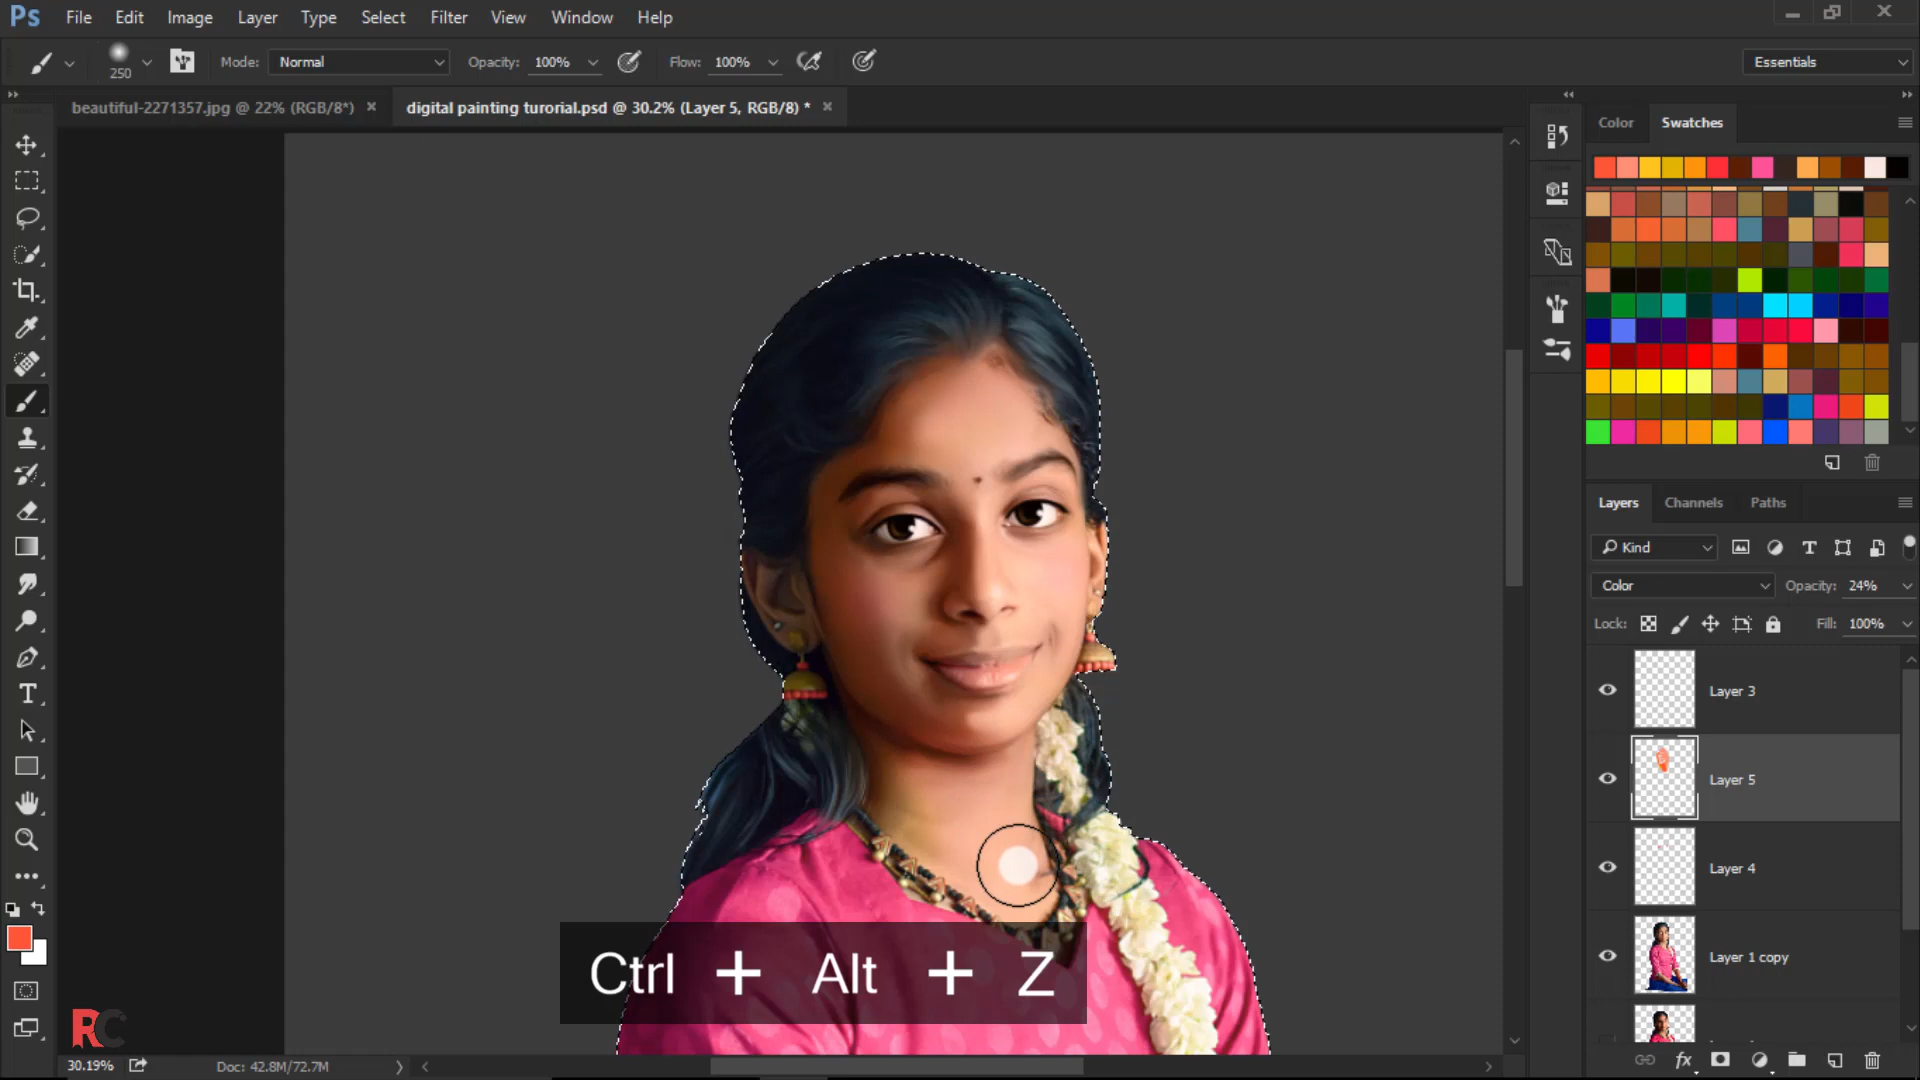 Ps File Edit Image Layer Type Select Filter View Window Help
250 Mode: Normal Opacity: 100% Flow: 100% Essentials
beautiful-2271357.jpg @ 22% (RGB/8*) × digital painting turorial.psd @ 30.2% (Layer 5, RGB/8) * ×
Color Swatches
Layers Channels Paths
Kind
Color Opacity: 24%
Lock: Fill: 100%
Layer 3
Layer 5
Layer 4
Layer 1 copy
Ctrl + Alt + Z
RC
30.19% Doc: 42.8M/72.7M
fx